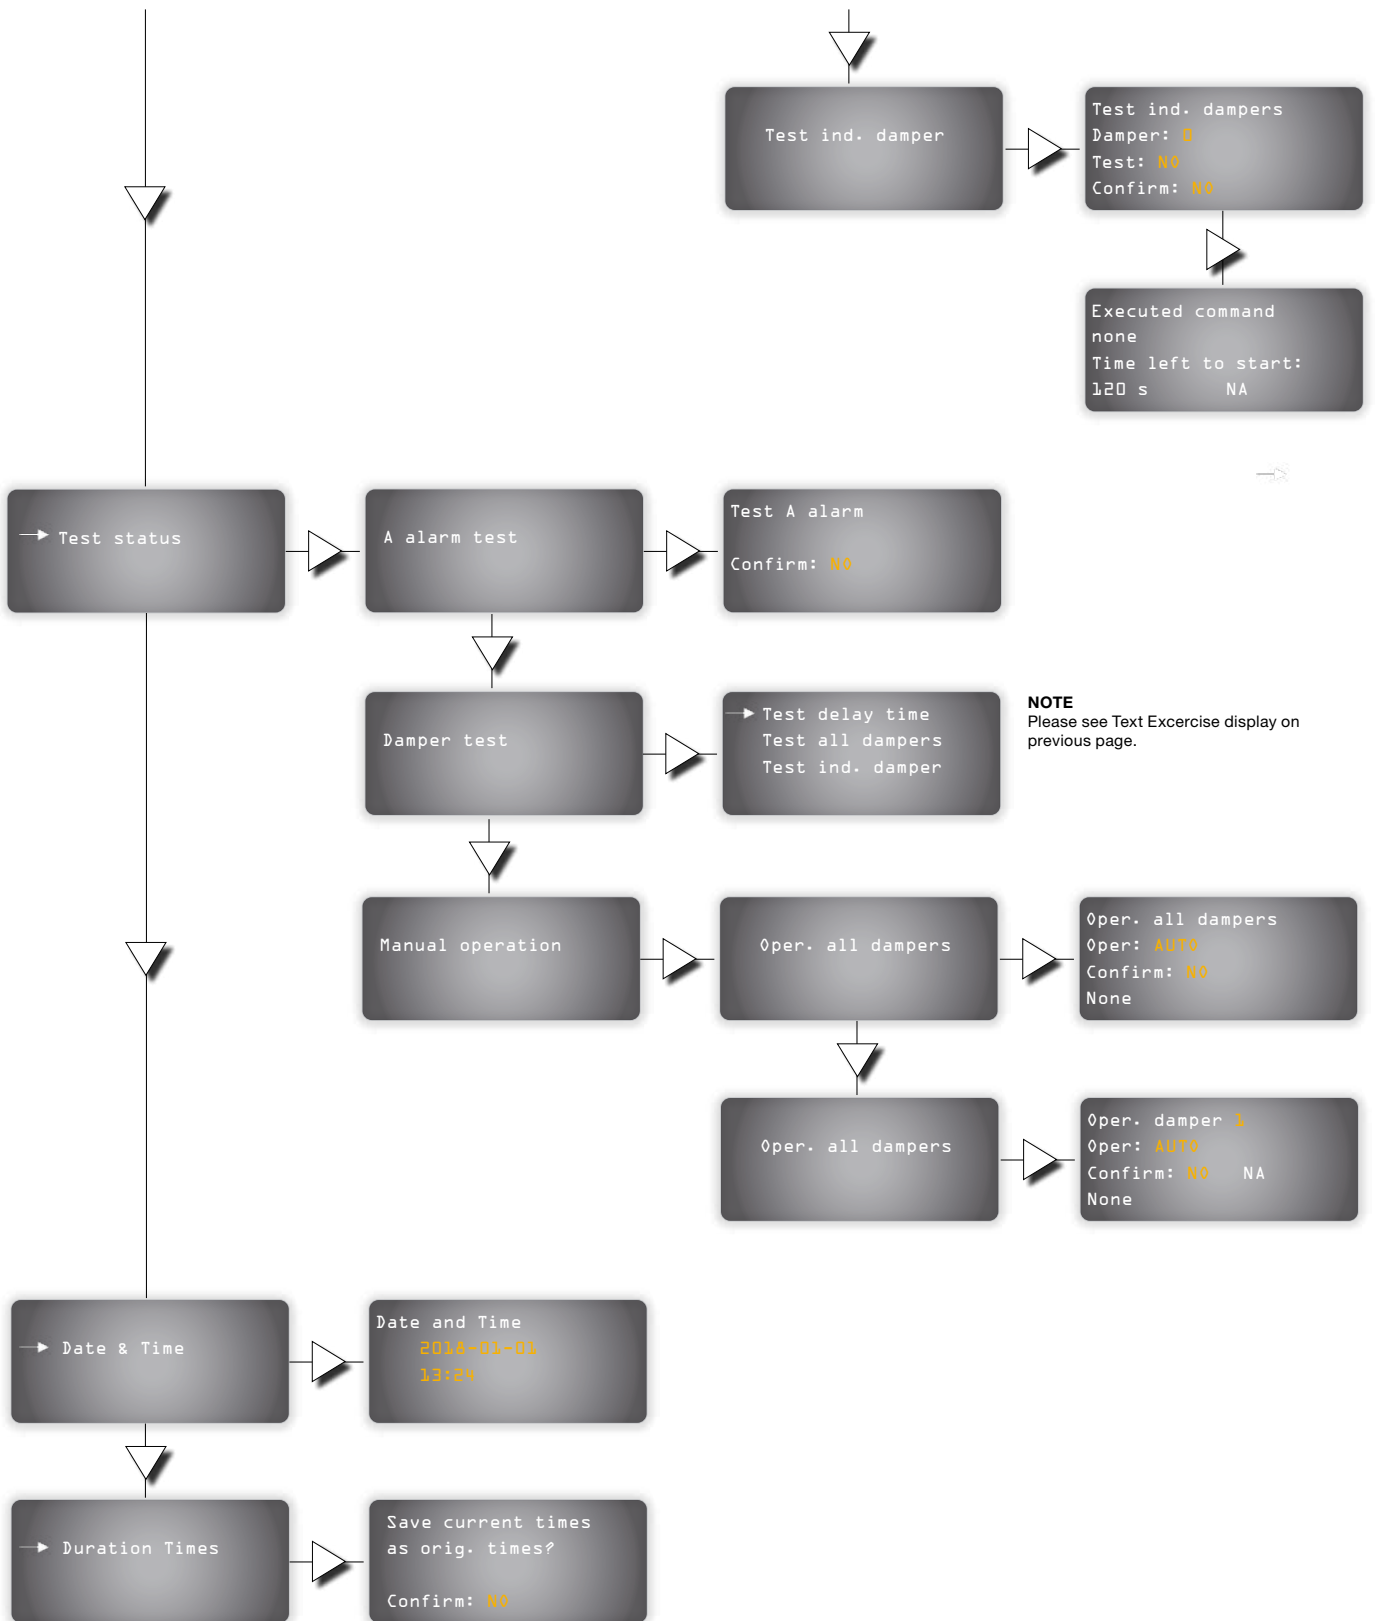 Test ind. damper
Test ind. dampers
Damper: 0
Test: NO
Confirm: NO
Executed command
none
Time left to start:
120 s NA
Test status
A alarm test
Test A alarm
Confirm: NO
Damper test
Test delay time
Test all dampers
Test ind. damper
NOTE
Please see Text Excercise display on
previous page.
Manual operation
Oper. all dampers
Oper. all dampers
Oper: AUTO
Confirm: NO
None
Oper. all dampers
Oper. damper 1
Oper: AUTO
Confirm: NO NA
None
Date & Time
Date and Time
2018-01-01
13:24
Duration Times
Save current times
as orig. times?
Confirm: NO